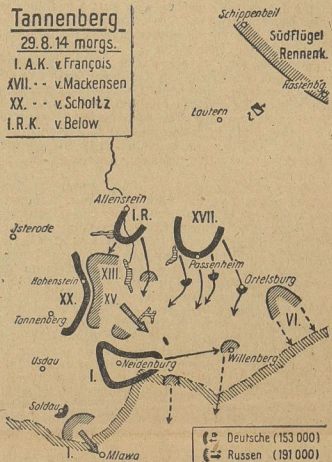 Tannenberg
29.8.14 morgs.
I. A.K. v. François
XVII. - - v. Mackensen
XX. - - v. Scholtz
I.R.K. v. Below
Schippenbeil
Südflügel
Rennenk.
Rastenbg.
Lautern
Allenstein
I.R.
XVII.
Osterode
Passenheim
Ortelsburg
Hohenstein
XIII.
XX.
XV.
VI.
Tannenberg
Usdau
I.
Neidenburg
Willenberg
Soldau
I.
Mlawa
Deutsche (153 000)
Russen (191 000)